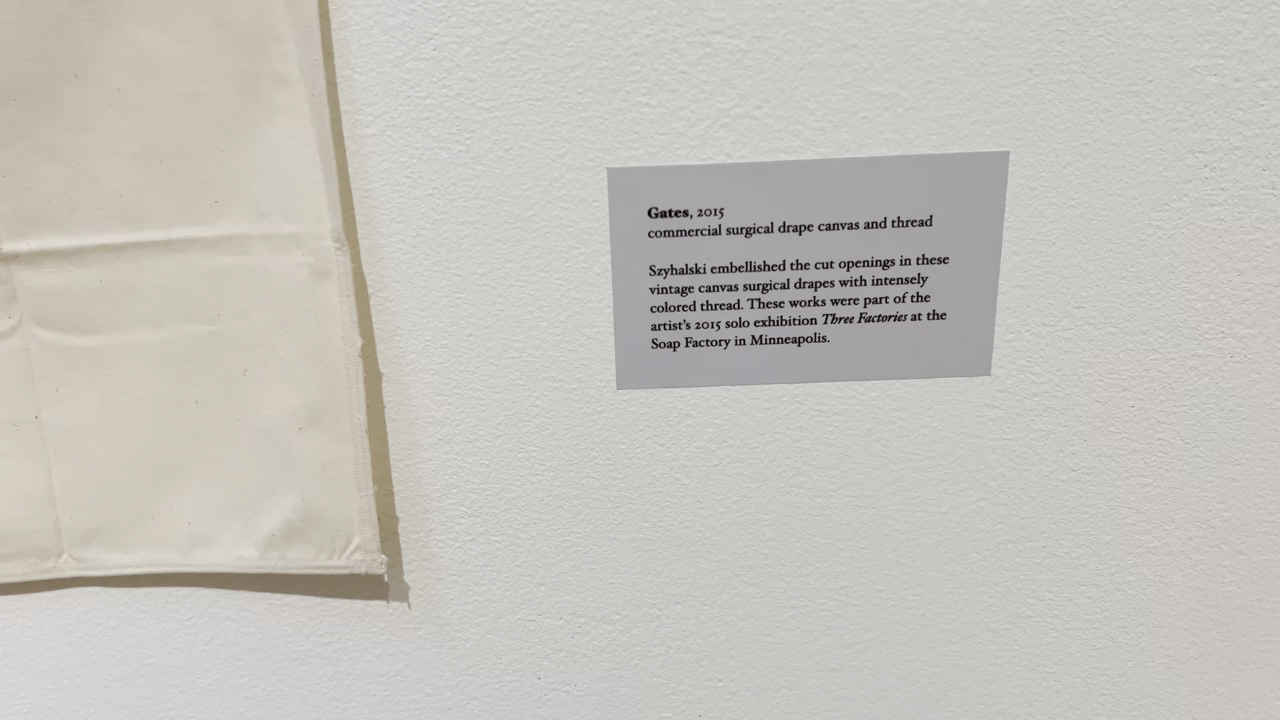 Gates, 2015
commercial surgical drape canvas and thread
Szyhalski embellished the cut openings in these
vintage canvas surgical drapes with intensely
colored thread. These works were part of the
artist’s 2015 solo exhibition Three Factories at the
Soap Factory in Minneapolis.